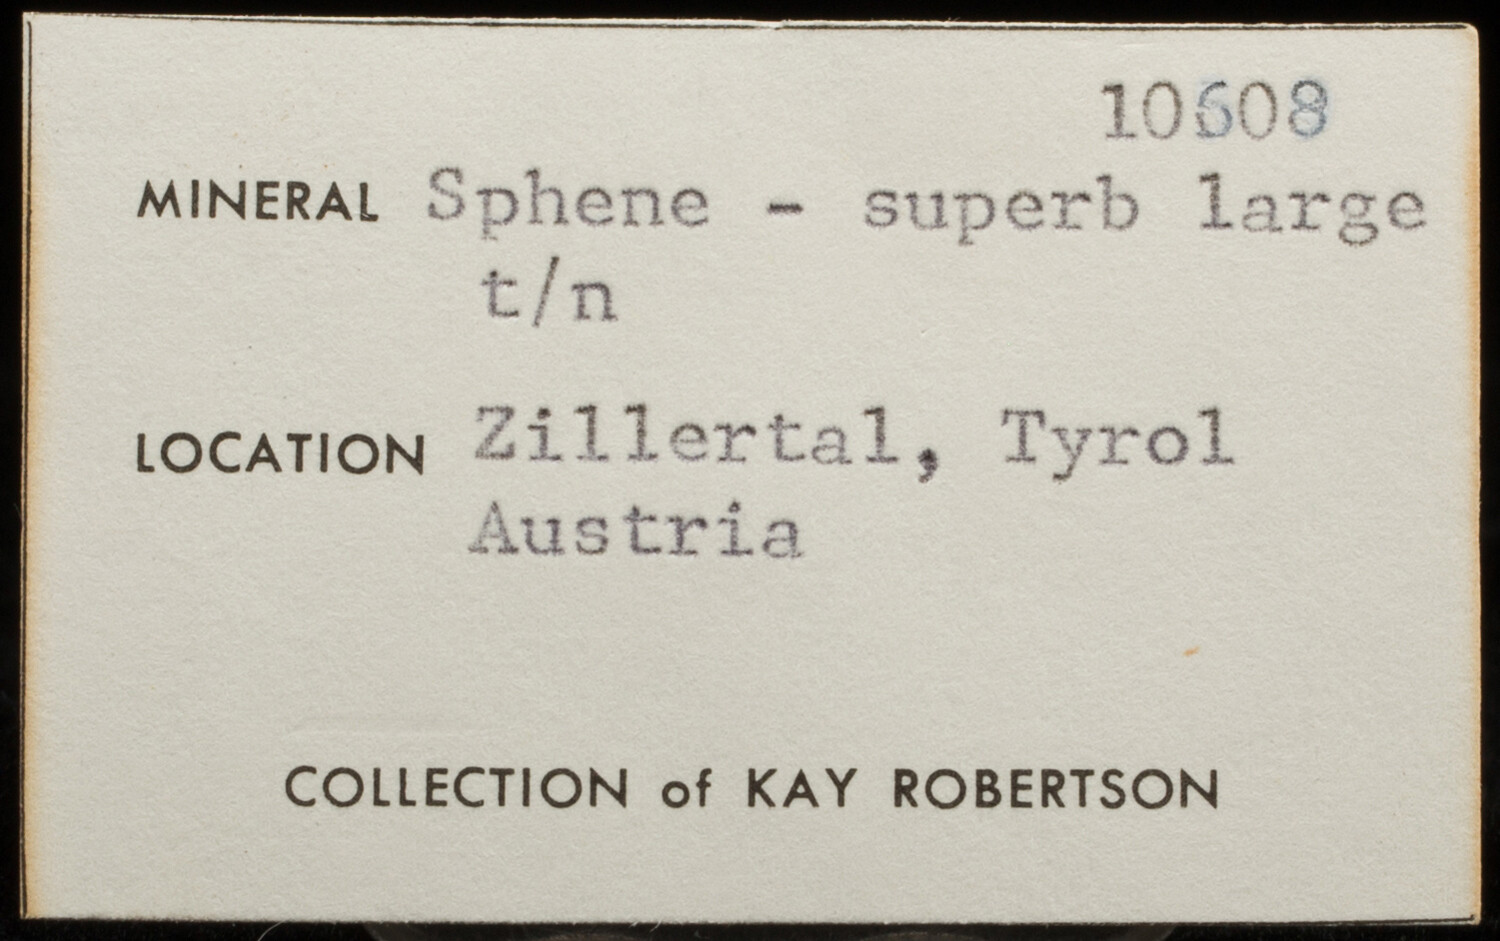 10608
MINERAL Sphene - superb large
t/n
LOCATION Zillertal, Tyrol
Austria
COLLECTION of KAY ROBERTSON